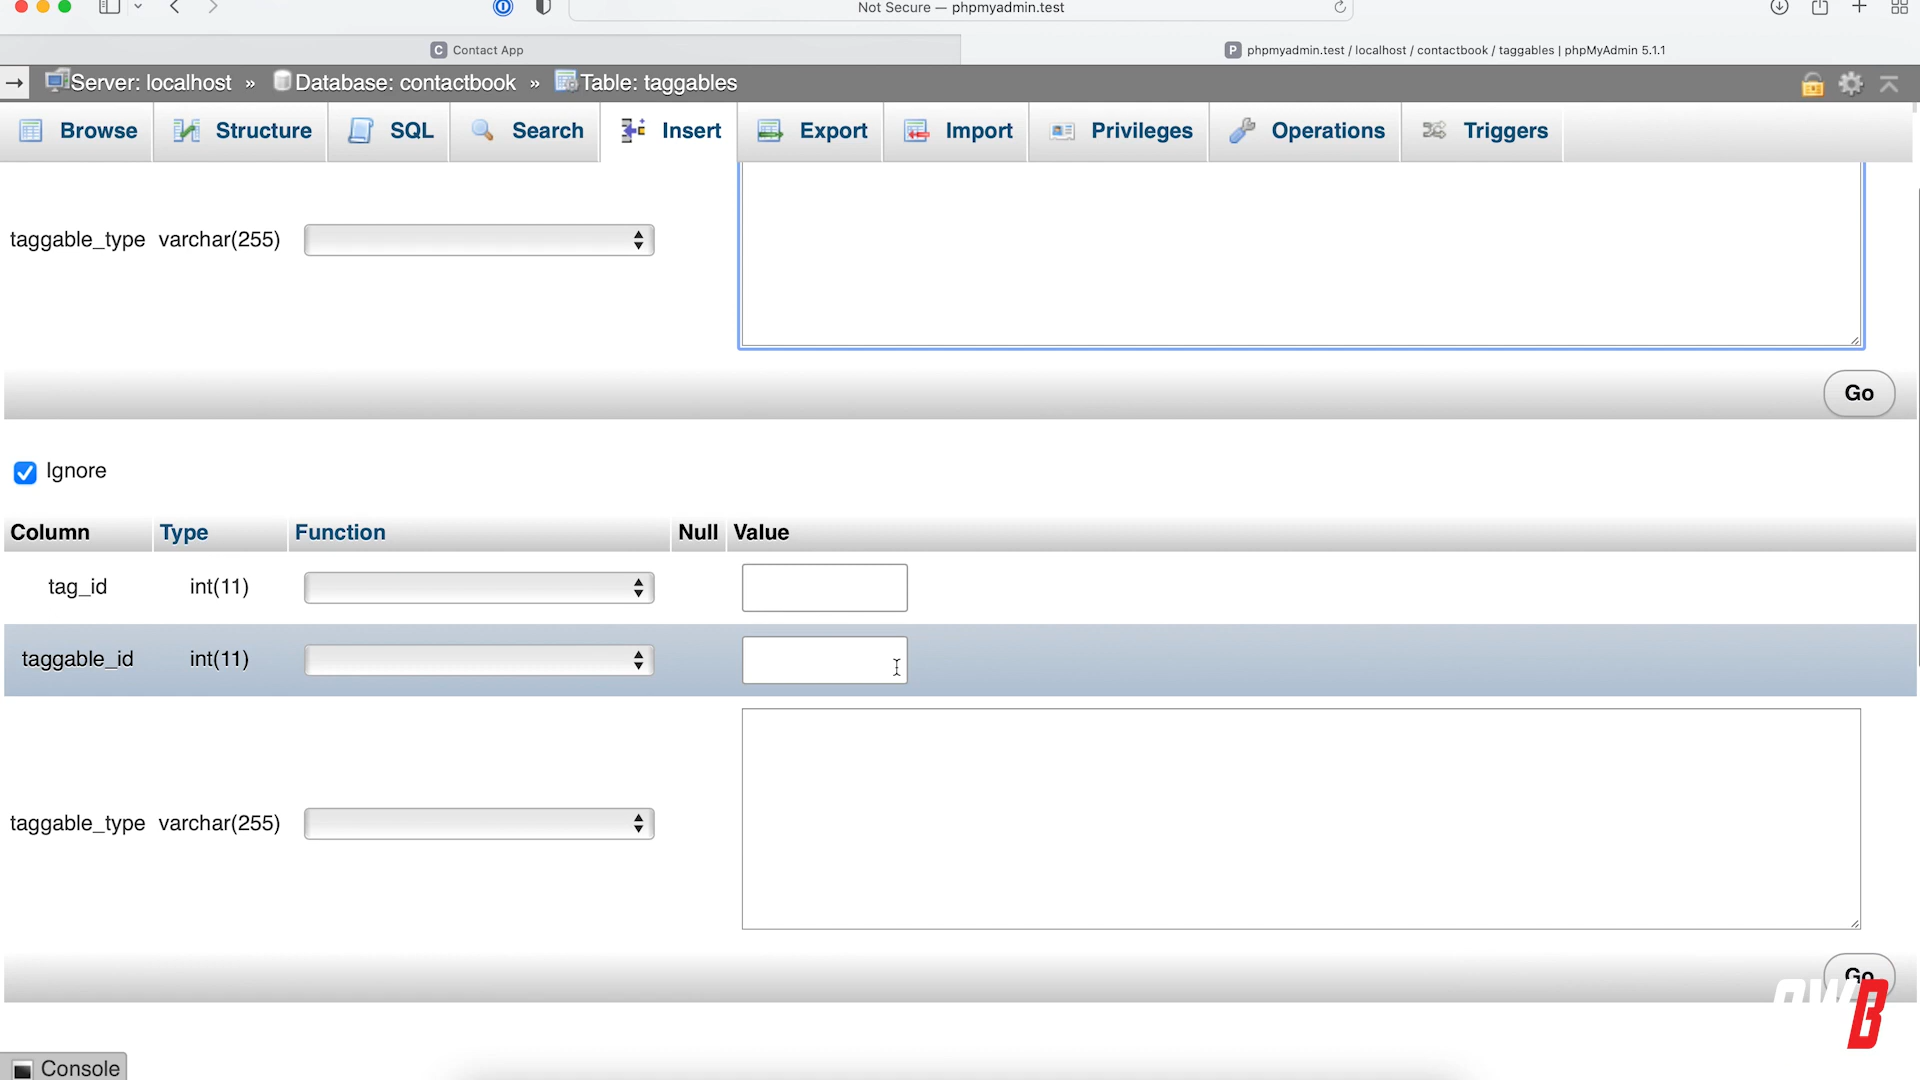 Not Secure — phpmyadmin.test
Contact App
phpmyadmin.test / localhost / contactbook / taggables | phpMyAdmin 5.1.1
Server: localhost » Database: contactbook » Table: taggables
Browse Structure SQL Search Insert Export Import Privileges Operations Triggers
taggable_type varchar(255)
Go
Ignore
Column Type Function Null Value
tag_id int(11)
taggable_id int(11)
taggable_type varchar(255)
Go
Console